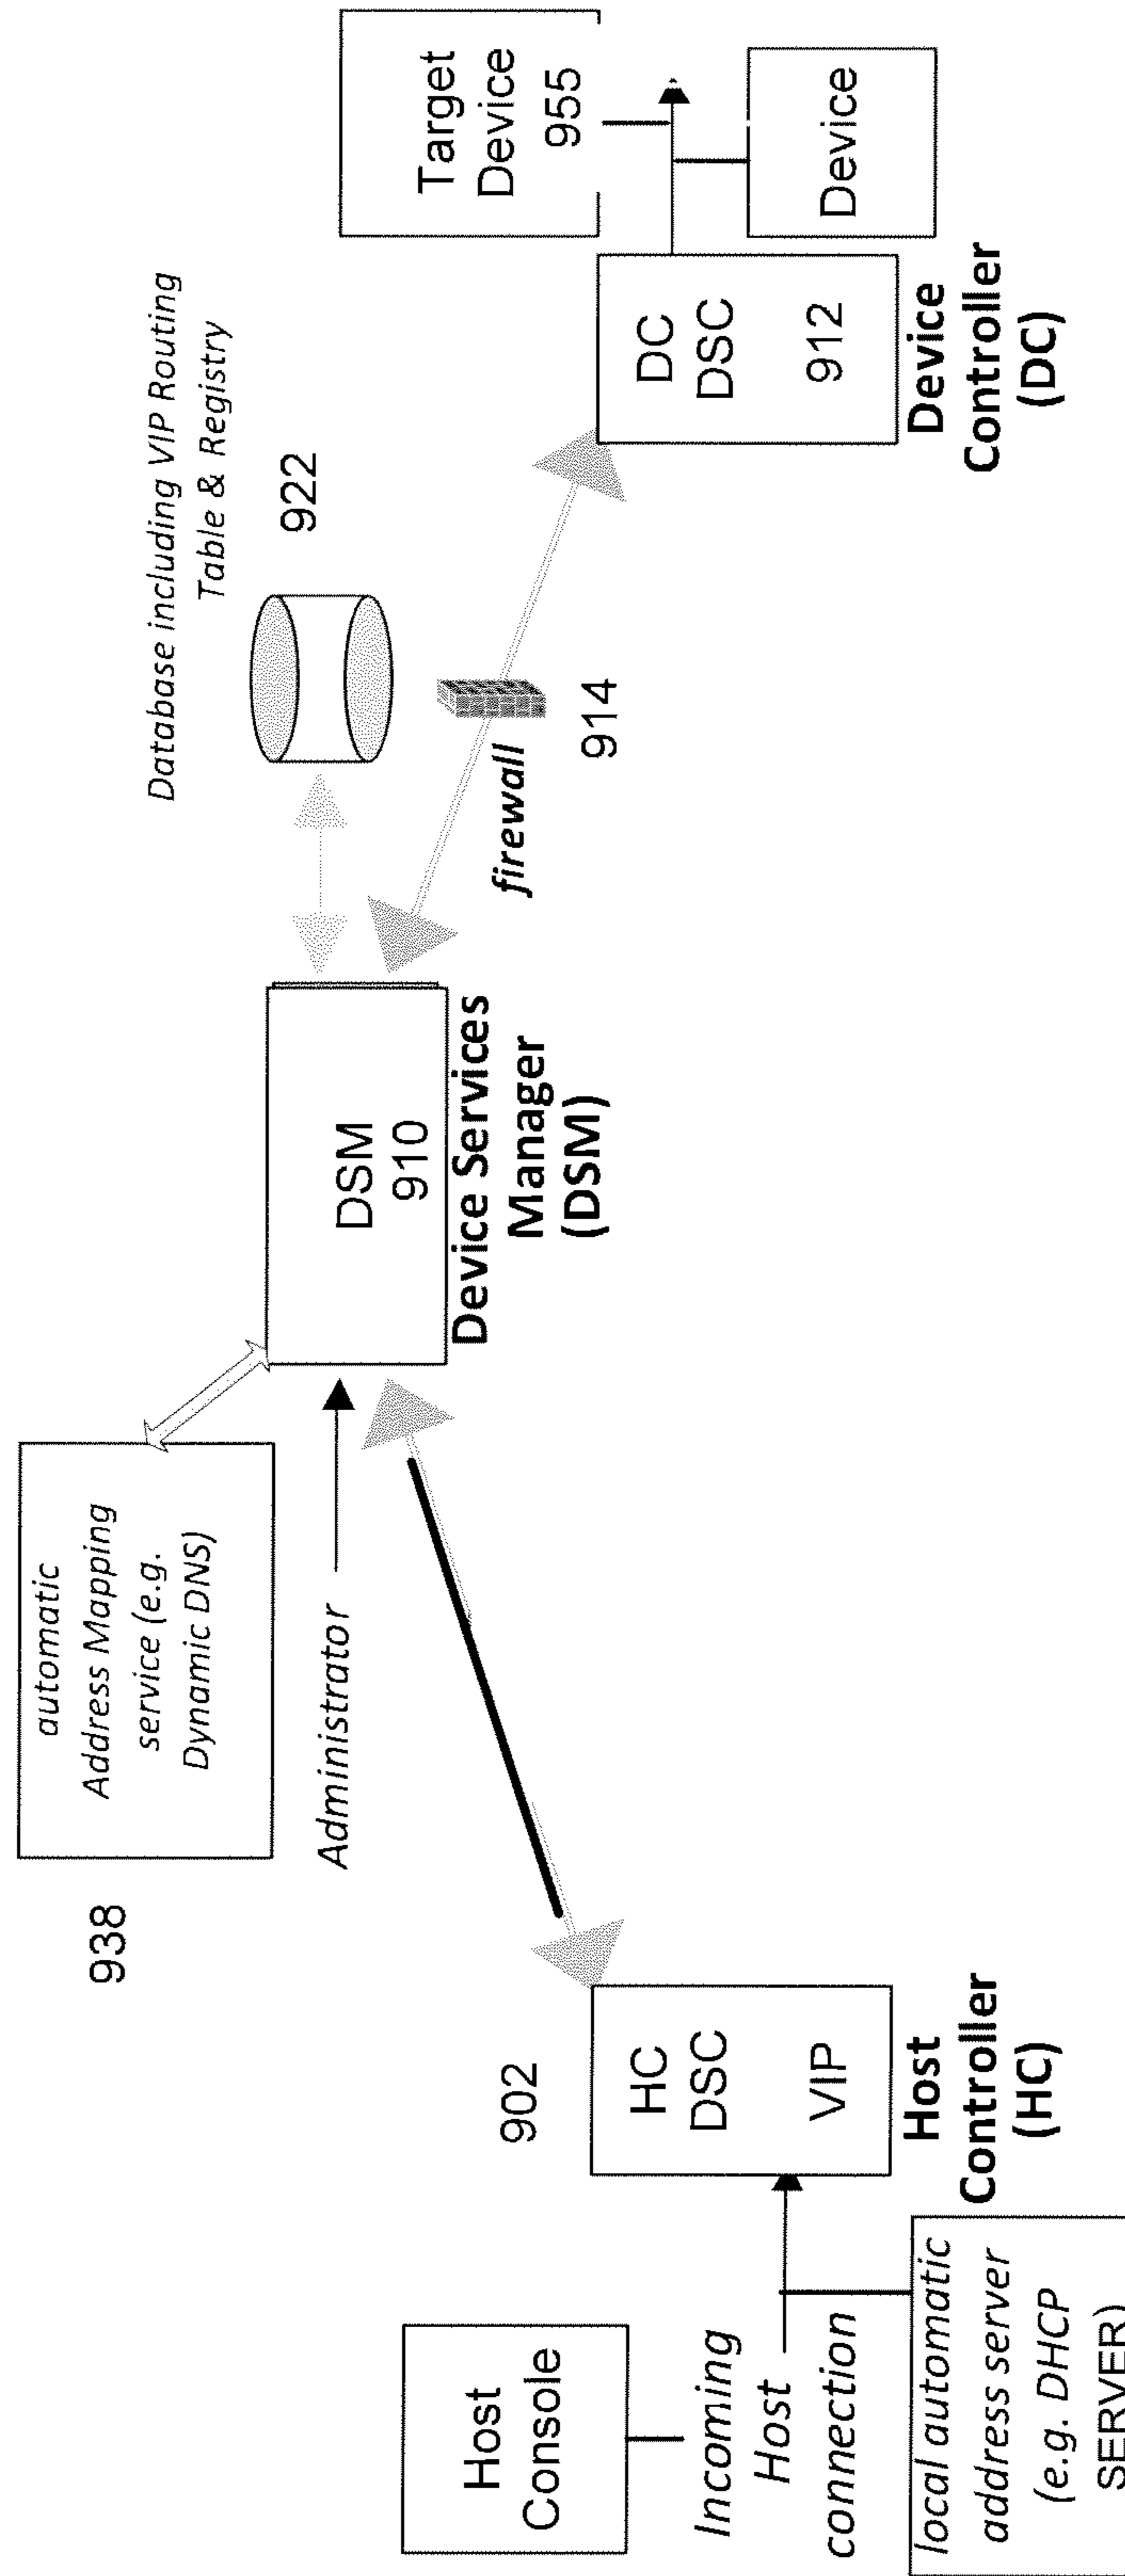 938
automatic
Address Mapping
service (e.g.
Dynamic DNS)
Administrator
DSM
910
Device Services
Manager
(DSM)
Database including VIP Routing
Table & Registry
922
firewall
914
Target
Device
955
DC
DSC
912
Device
Controller
(DC)
Device
902
HC
DSC
VIP
Host
Controller
(HC)
Host
Console
Incoming
Host
connection
local automatic
address server
(e.g. DHCP
SERVER)